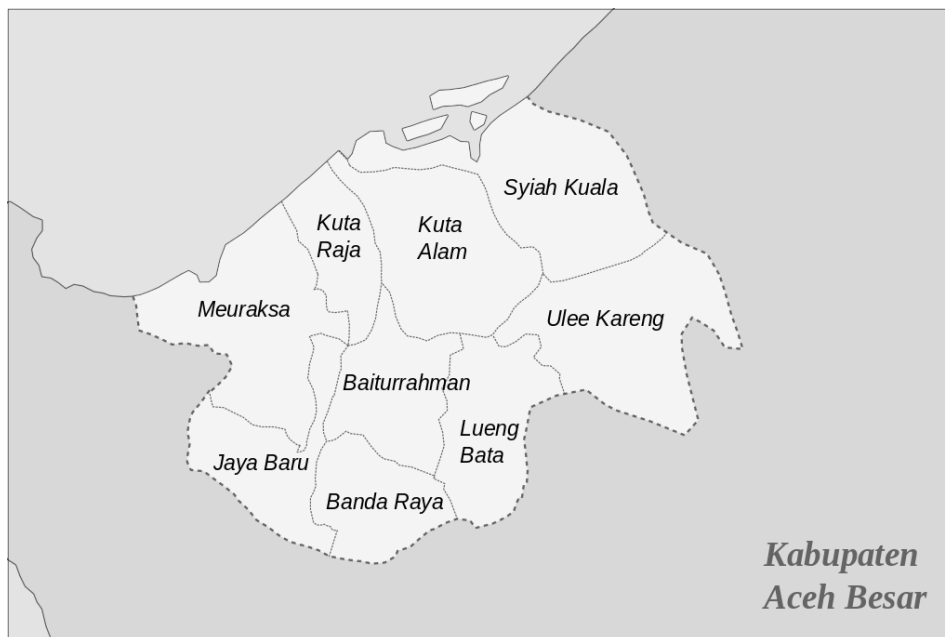 Syiah Kuala
Kuta
Raja
Kuta
Alam
Meuraksa
Ulee Kareng
Baiturrahman
Lueng
Bata
Jaya Baru
Banda Raya
Kabupaten
Aceh Besar